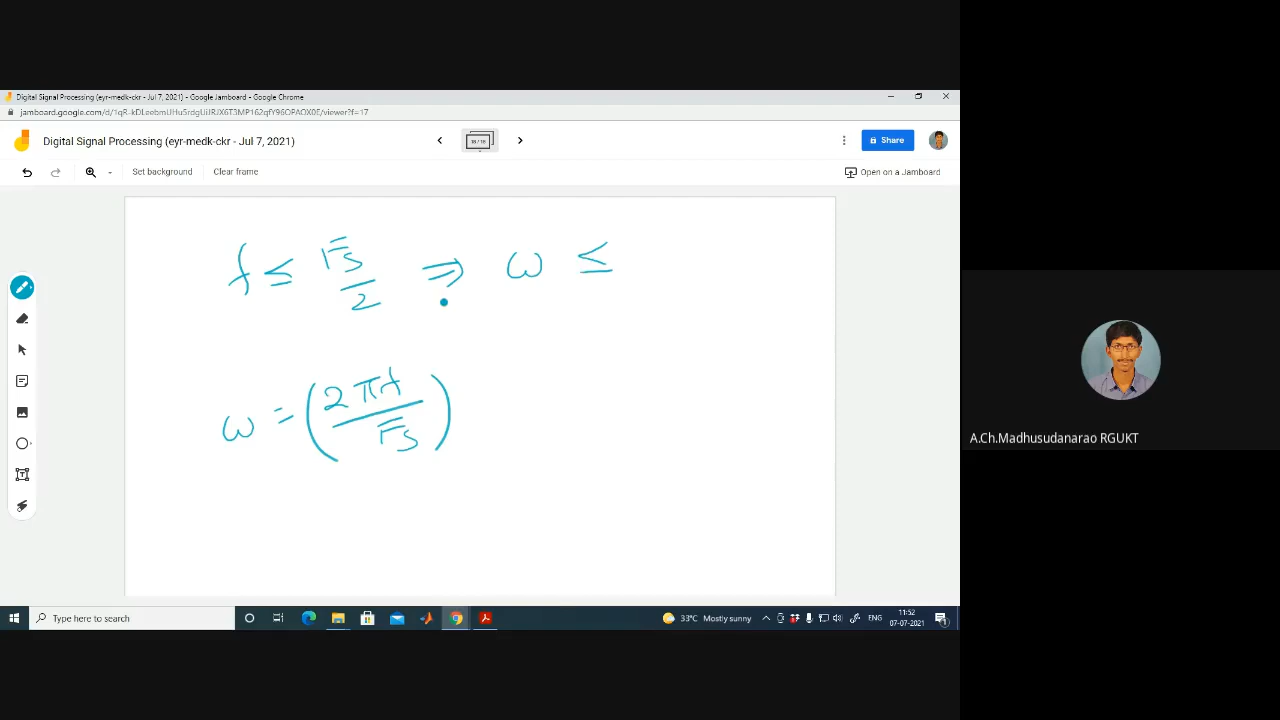 Digital Signal Processing (eyr-medk-ckr - Jul 7, 2021) - Google Jamboard - Google Chrome
Digital Signal Processing (eyr-medk-ckr - Jul 7, 2021)
18 / 18
Share
Set background
Clear frame
Open on a Jamboard
f ≤ Fs/2 ⇒ ω ≤
ω = (2πf/Fs)
A.Ch.Madhusudanarao RGUKT
Type here to search
33°C Mostly sunny
ENG
11:52
07-07-2021